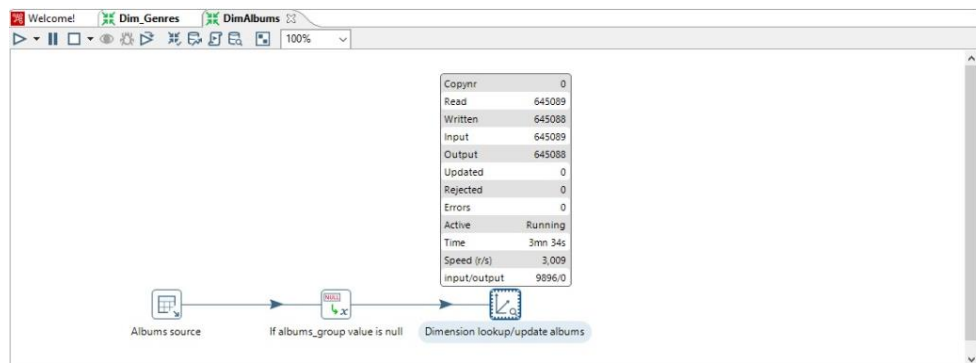 Welcome! Dim_Genres DimAlbums
100%
Copynr 0
Read 645089
Written 645088
Input 645089
Output 645088
Updated 0
Rejected 0
Errors 0
Active Running
Time 3mn 34s
Speed (r/s) 3,009
input/output 9896/0
NULL
x
Albums source If albums_group value is null Dimension lookup/update albums